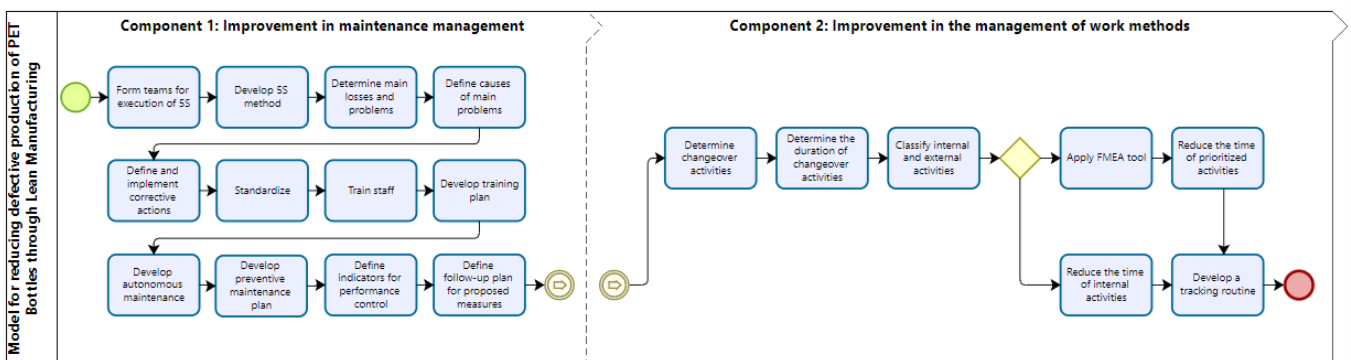 Model for reducing defective production of PET
Bottles through Lean Manufacturing
Component 1: Improvement in maintenance management
Form teams for
execution of 5S
Develop 5S
method
Determine main
losses and
problems
Define causes
of main
problems
Define and
implement
corrective
actions
Standardize
Train staff
Develop training
plan
Develop
autonomous
maintenance
Develop
preventive
maintenance
plan
Define
indicators for
performance
control
Define
follow-up plan
for proposed
measures
Component 2: Improvement in the management of work methods
Determine
changeover
activities
Determine the
duration of
changeover
activities
Classify internal
and external
activities
Apply FMEA tool
Reduce the time
of prioritized
activities
Reduce the time
of internal
activities
Develop a
tracking routine